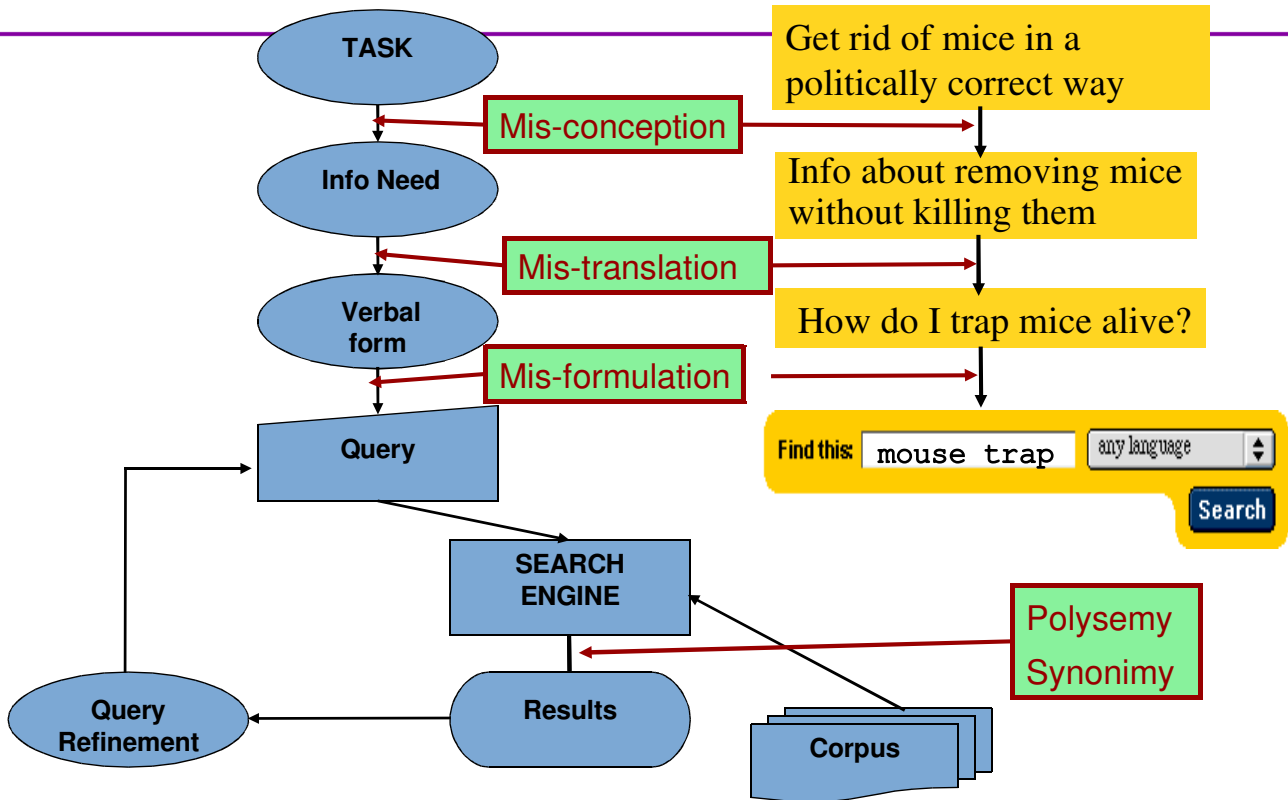 TASK
Get rid of mice in a
politically correct way
Mis-conception
Info Need
Info about removing mice
without killing them
Mis-translation
Verbal
form
How do I trap mice alive?
Mis-formulation
Query
Find this:
mouse trap
any language
Search
SEARCH
ENGINE
Polysemy
Synonimy
Query
Refinement
Results
Corpus